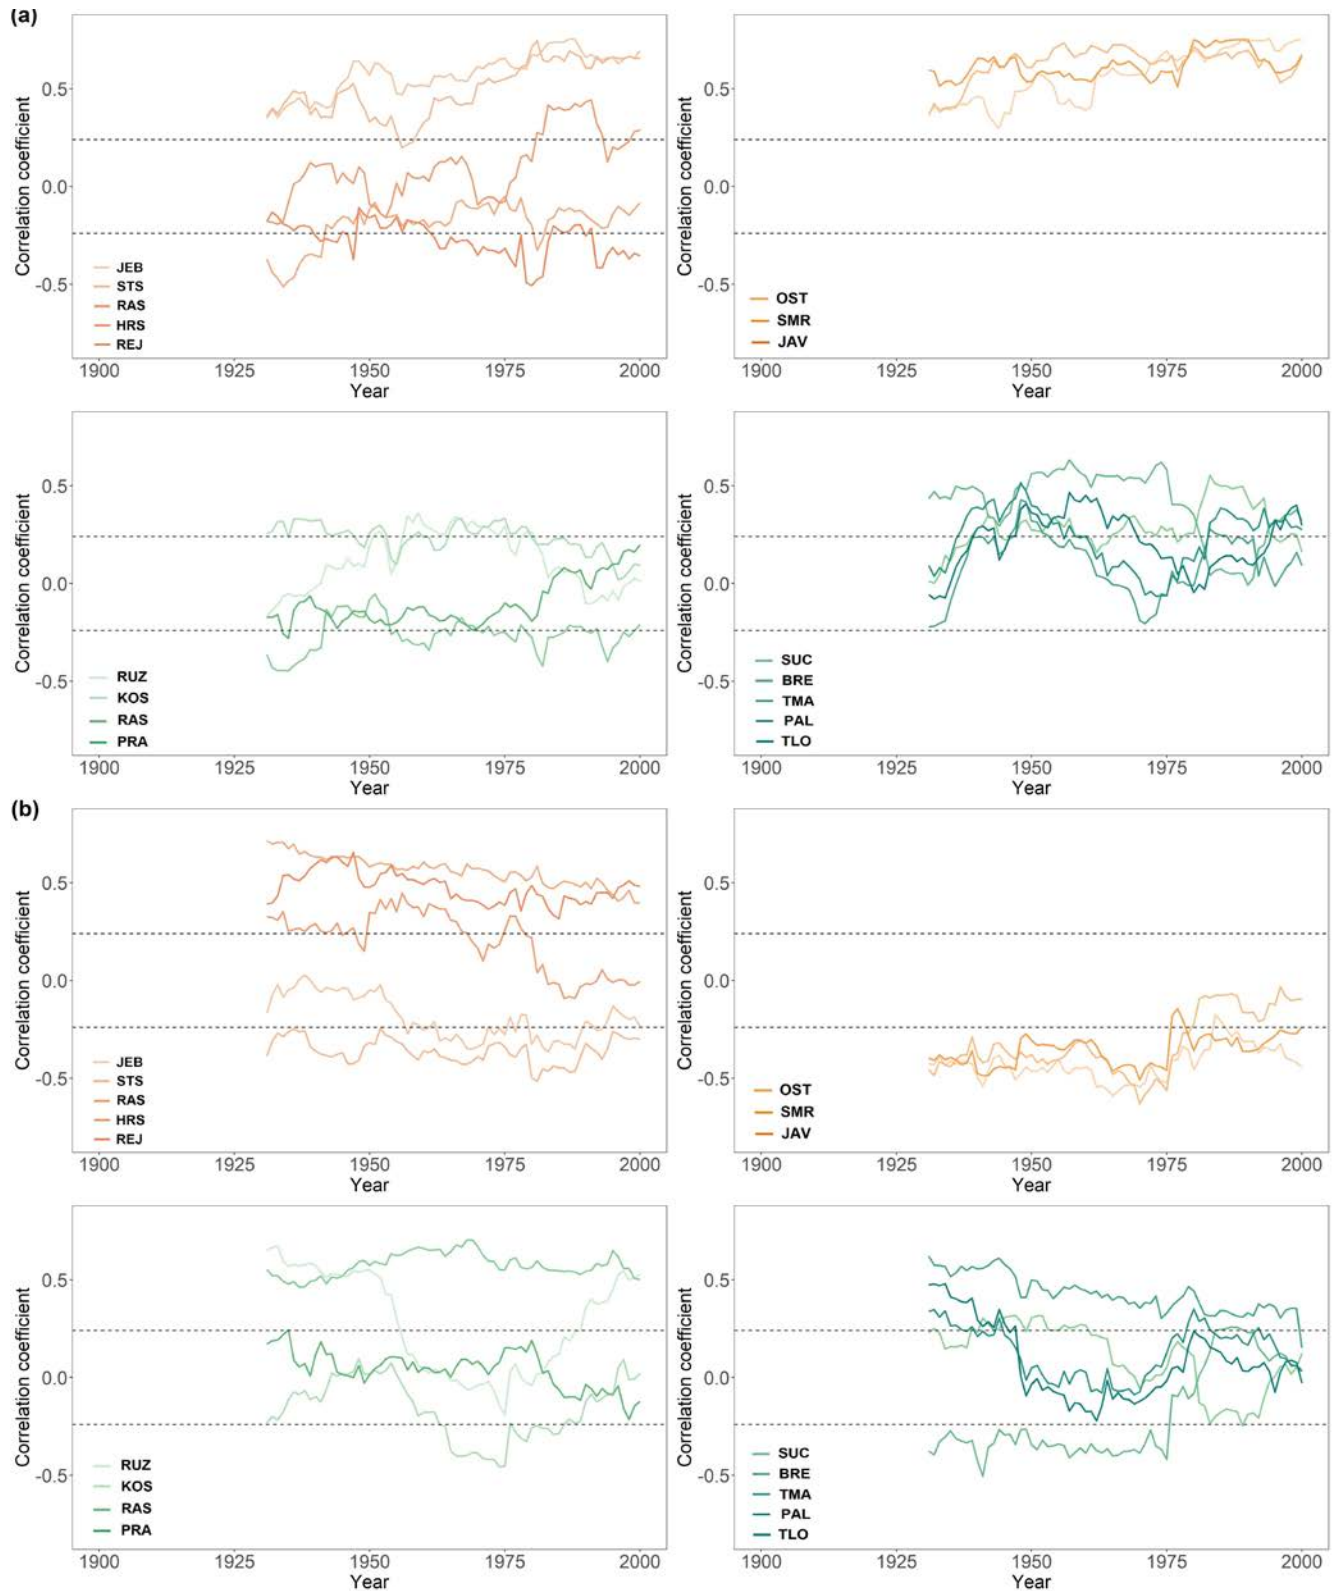 (a)
Correlation coefficient
0.5
0.0
-0.5
JEB
STS
RAS
HRS
REJ
1900 1925 1950 1975 2000
Year
Correlation coefficient
0.5
0.0
-0.5
OST
SMR
JAV
1900 1925 1950 1975 2000
Year
Correlation coefficient
0.5
0.0
-0.5
RUZ
KOS
RAS
PRA
1900 1925 1950 1975 2000
Year
Correlation coefficient
0.5
0.0
-0.5
SUC
BRE
TMA
PAL
TLO
1900 1925 1950 1975 2000
Year
(b)
Correlation coefficient
0.5
0.0
-0.5
JEB
STS
RAS
HRS
REJ
1900 1925 1950 1975 2000
Year
Correlation coefficient
0.5
0.0
-0.5
OST
SMR
JAV
1900 1925 1950 1975 2000
Year
Correlation coefficient
0.5
0.0
-0.5
RUZ
KOS
RAS
PRA
1900 1925 1950 1975 2000
Year
Correlation coefficient
0.5
0.0
-0.5
SUC
BRE
TMA
PAL
TLO
1900 1925 1950 1975 2000
Year